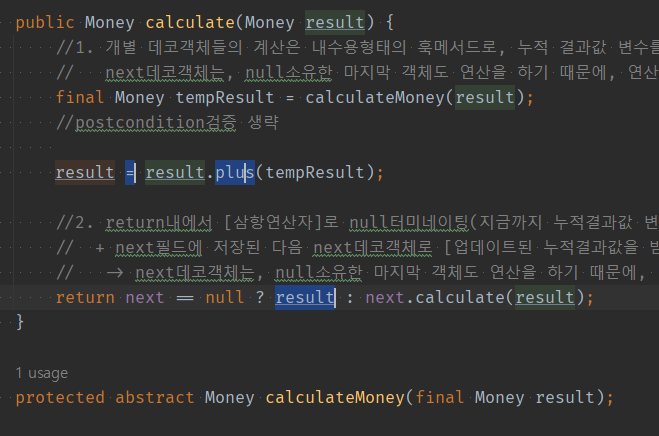 public Money calculate(Money result) {
//1. 개별 데코객체들의 계산은 내수용형태의 훅메서드로, 누적 결과값 변수를
// next데코객체는, null소유한 마지막 객체도 연산을 하기 때문에, 연산
final Money tempResult = calculateMoney(result);
//postcondition검증 생략
result = result.plus(tempResult);
//2. return내에서 [삼항연산자]로 null터미네이팅(지금까지 누적결과값 변
// + next필드에 저장된 다음 next데코객체로 [업데이트된 누적결과값을 받
// → next데코객체는, null소유한 마지막 객체도 연산을 하기 때문에,
return next == null ? result : next.calculate(result);
}
1 usage
protected abstract Money calculateMoney(final Money result);